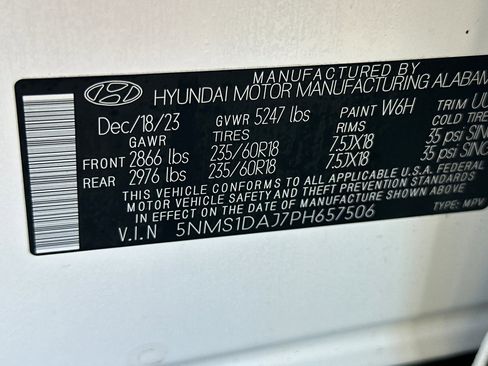 MANUFACTURED BY
HYUNDAI MOTOR MANUFACTURING ALABAM
Dec/18/23 GVWR 5247 lbs PAINT W6H TRIM UU
GAWR TIRES RIMS COLD TIRE
FRONT 2866 lbs 235/60R18 7.5JX18 35 psi SING
REAR 2976 lbs 235/60R18 7.5JX18 35 psi SING
THIS VEHICLE CONFORMS TO ALL APPLICABLE U.S.A. FEDERAL
MOTOR VEHICLE SAFETY AND THEFT PREVENTION STANDARDS
IN EFFECT ON THE DATE OF MANUFACTURE SHOWN ABOVE.
V.I.N 5NMS1DAJ7PH657506 TYPE: MPV